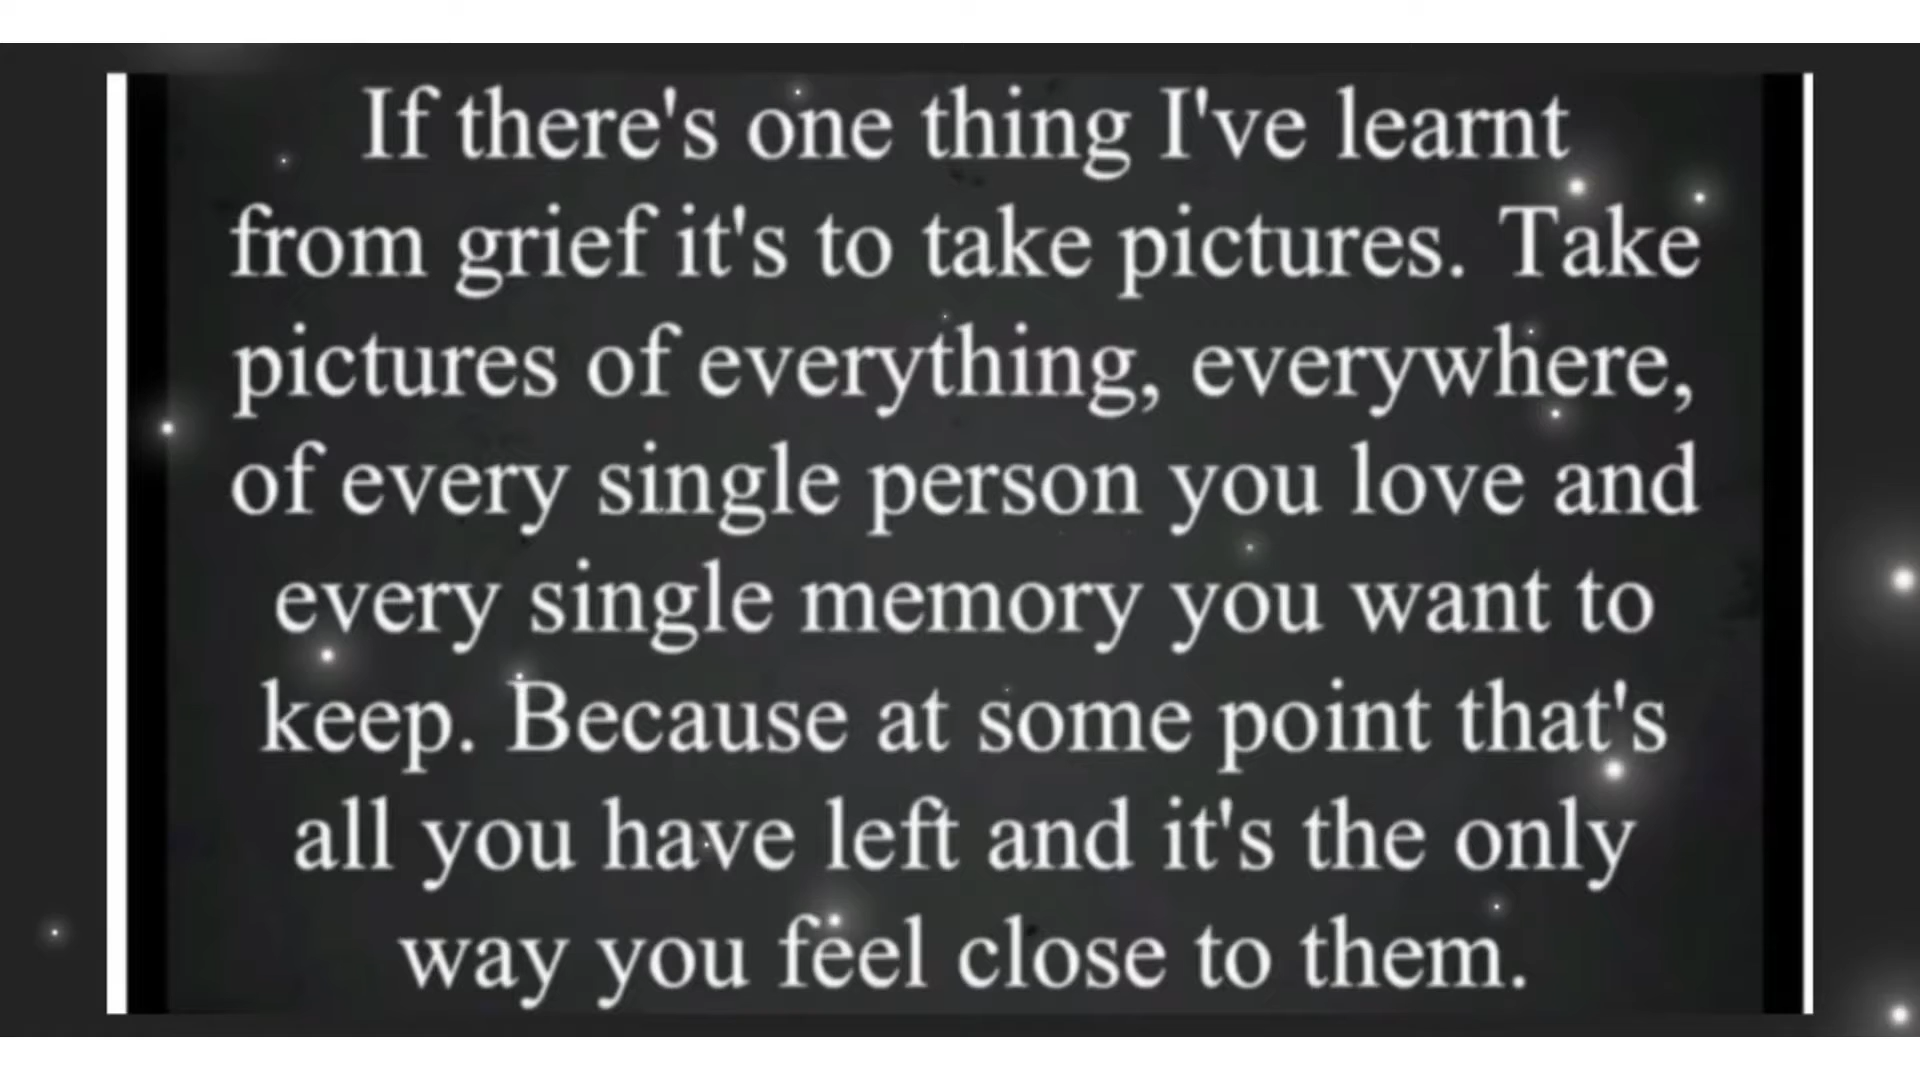 If there's one thing I've learnt
from grief it's to take pictures. Take
pictures of everything, everywhere,
of every single person you love and
every single memory you want to
keep. Because at some point that's
all you have left and it's the only
way you feel close to them.